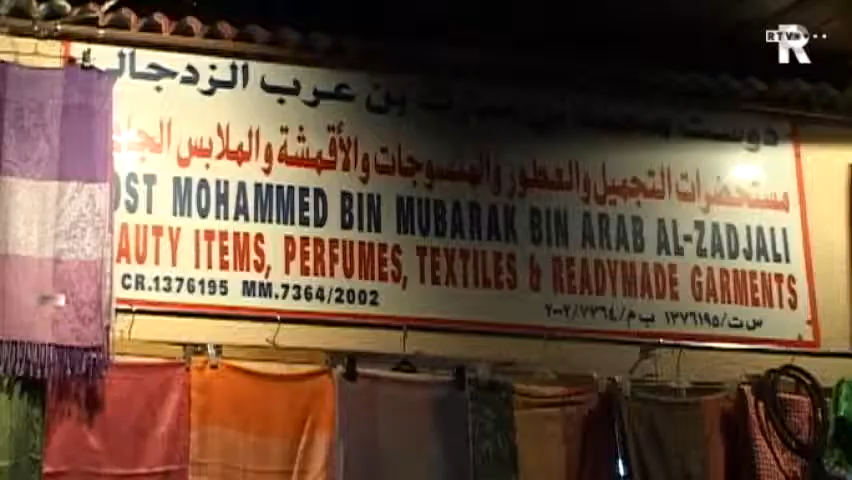 RTV R
دوست بن عرب الزدجالي
مستحضرات التجميل والعطور والمنسوجات والأقمشة والملابس
OST MOHAMMED BIN MUBARAK BIN ARAB AL-ZADJALI
AUTY ITEMS, PERFUMES, TEXTILES & READYMADE GARMENTS
CR.1376195 MM.7364/2002
س ت/١٣٧٦١٩٥ ب م/٧٣٦٤/٢٠٠٢